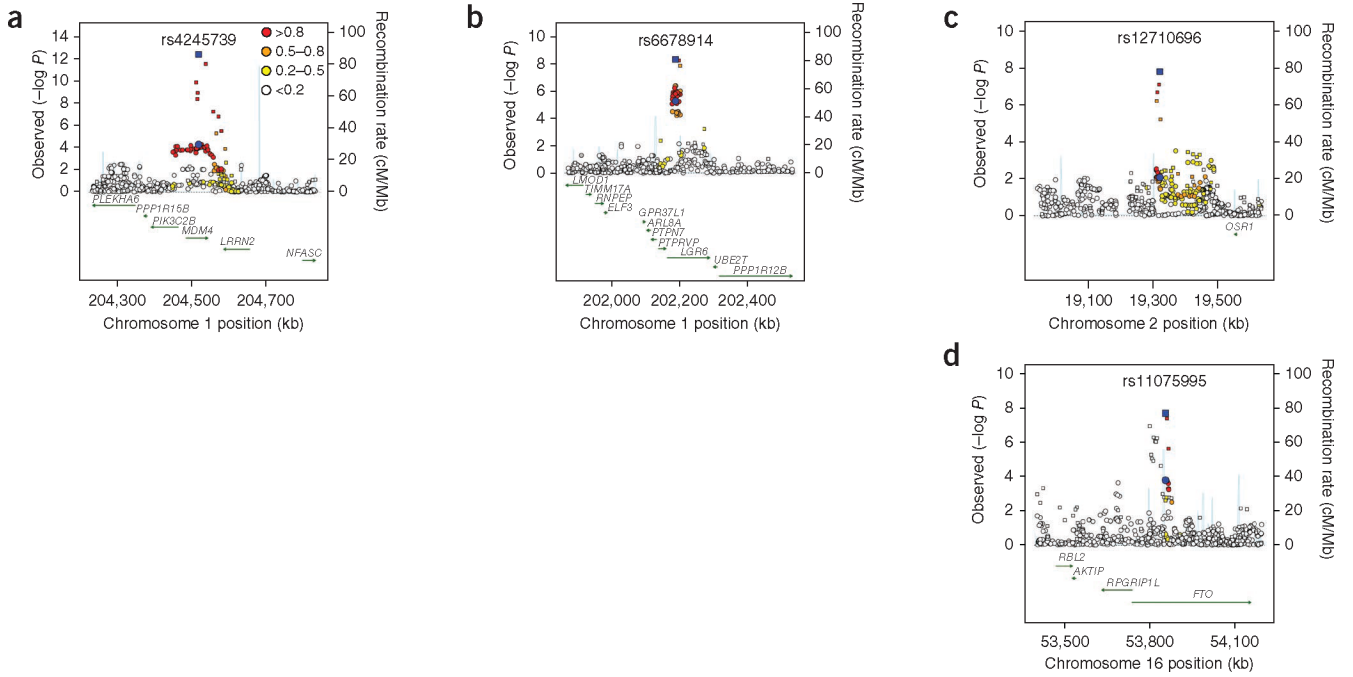 a
rs4245739
>0.8
0.5–0.8
0.2–0.5
<0.2
Observed (–log P)
14
12
10
8
6
4
2
0
Recombination rate (cM/Mb)
100
80
60
40
20
0
PLEKHA6
PPP1R15B
PIK3C2B
MDM4
LRRN2
NFASC
204,300 204,500 204,700
Chromosome 1 position (kb)
b
rs6678914
Observed (–log P)
10
8
6
4
2
0
Recombination rate (cM/Mb)
100
80
60
40
20
0
LMOD1
TIMM17A
RNPEP
ELF3
GPR37L1
ARL8A
PTPN7
PTPRVP
LGR6
UBE2T
PPP1R12B
202,000 202,200 202,400
Chromosome 1 position (kb)
c
rs12710696
Observed (–log P)
10
8
6
4
2
0
Recombination rate (cM/Mb)
100
80
60
40
20
0
OSR1
19,100 19,300 19,500
Chromosome 2 position (kb)
d
rs11075995
Observed (–log P)
10
8
6
4
2
0
Recombination rate (cM/Mb)
100
80
60
40
20
0
RBL2
AKTIP
RPGRIP1L
FTO
53,500 53,800 54,100
Chromosome 16 position (kb)